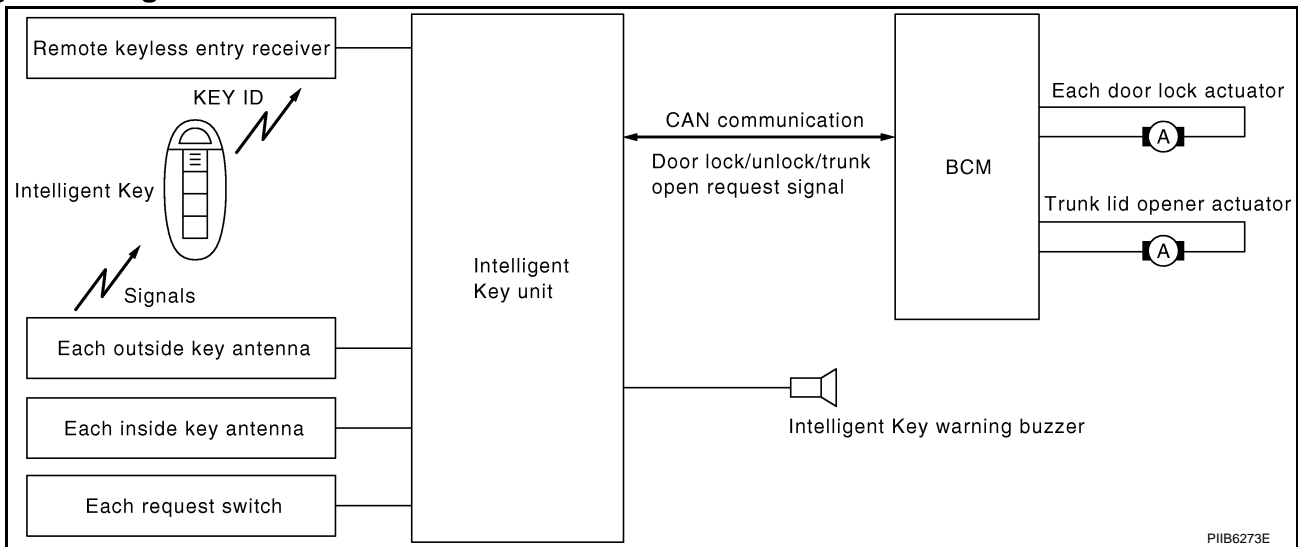 Remote keyless entry receiver
KEY ID
Intelligent Key
Signals
Each outside key antenna
Each inside key antenna
Each request switch
Intelligent
Key unit
CAN communication
Door lock/unlock/trunk
open request signal
Intelligent Key warning buzzer
BCM
Each door lock actuator
A
Trunk lid opener actuator
A
PIIB6273E